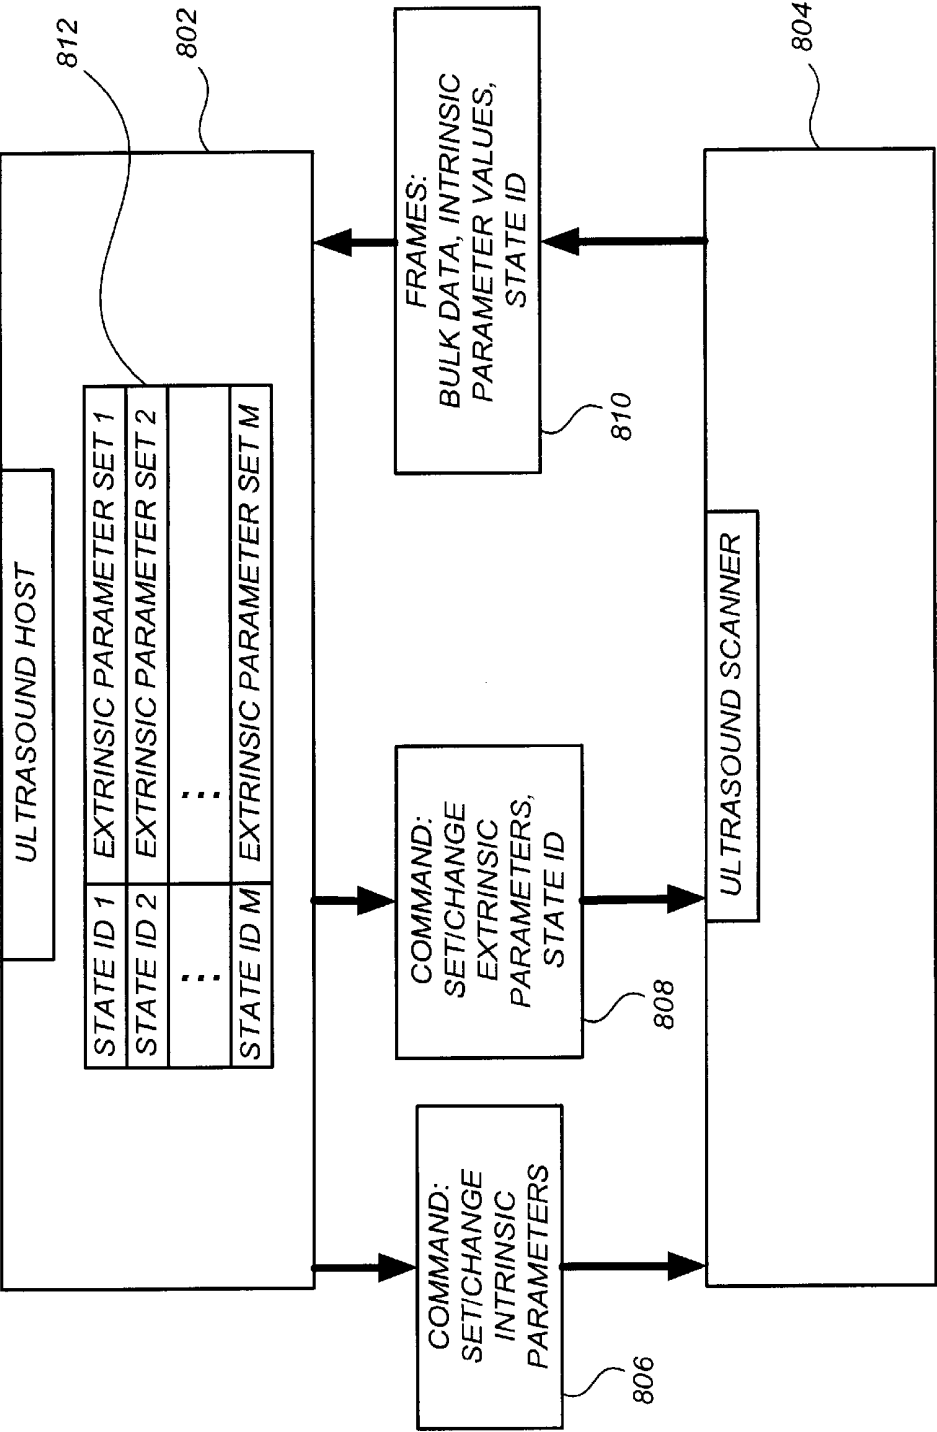 802
812
ULTRASOUND HOST
STATE ID 1 EXTRINSIC PARAMETER SET 1
STATE ID 2 EXTRINSIC PARAMETER SET 2
... ...
STATE ID M EXTRINSIC PARAMETER SET M
COMMAND:
SET/CHANGE
INTRINSIC
PARAMETERS
806
COMMAND:
SET/CHANGE
EXTRINSIC
PARAMETERS,
STATE ID
808
FRAMES:
BULK DATA, INTRINSIC
PARAMETER VALUES,
STATE ID
810
ULTRASOUND SCANNER
804